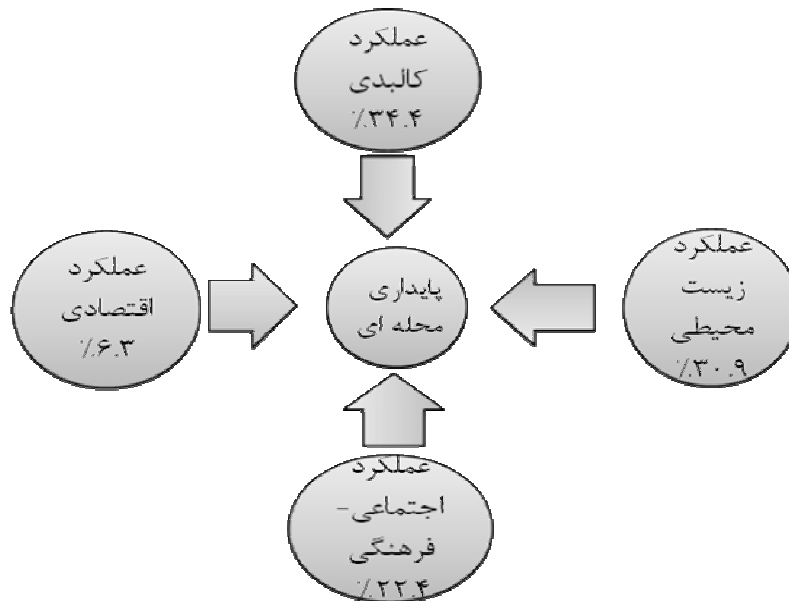 عملکرد
کالبدی
٪۳۴.۴
عملکرد
زیست
محیطی
٪۳۰.۹
پایداری
محله ای
عملکرد
اقتصادی
٪۶.۳
عملکرد
اجتماعی-
فرهنگی
٪۲۲.۴